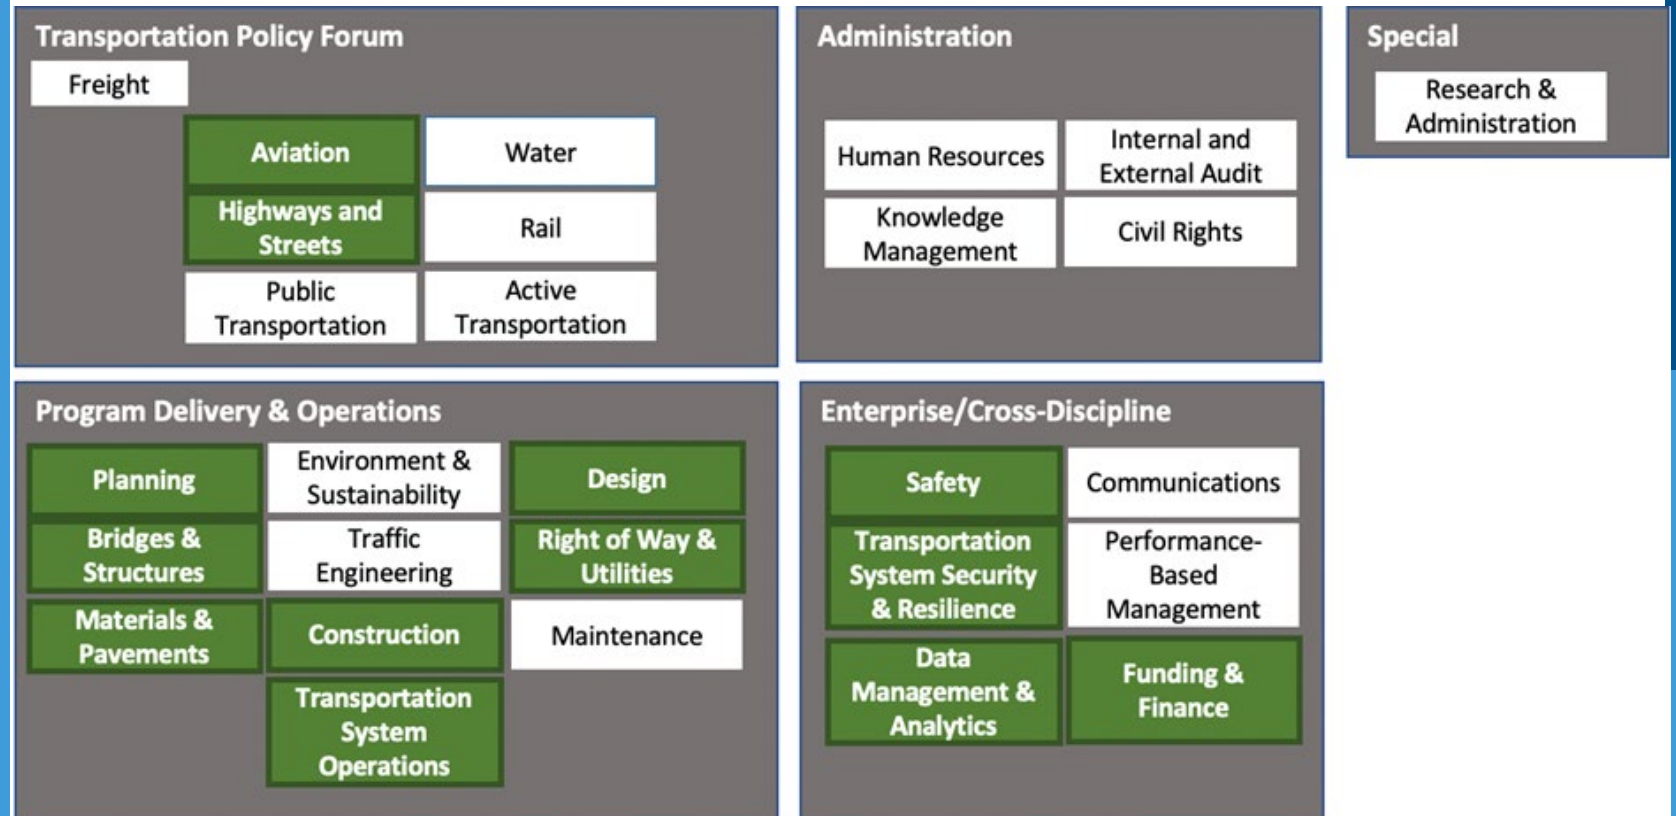 Transportation Policy Forum
Freight
Aviation
Water
Highways and
Streets
Rail
Public
Transportation
Active
Transportation
Administration
Human Resources
Internal and
External Audit
Knowledge
Management
Civil Rights
Special
Research &
Administration
Program Delivery & Operations
Planning
Environment &
Sustainability
Design
Bridges &
Structures
Traffic
Engineering
Right of Way &
Utilities
Materials &
Pavements
Construction
Maintenance
Transportation
System
Operations
Enterprise/Cross-Discipline
Safety
Communications
Transportation
System Security
& Resilience
Performance-
Based
Management
Data
Management &
Analytics
Funding &
Finance